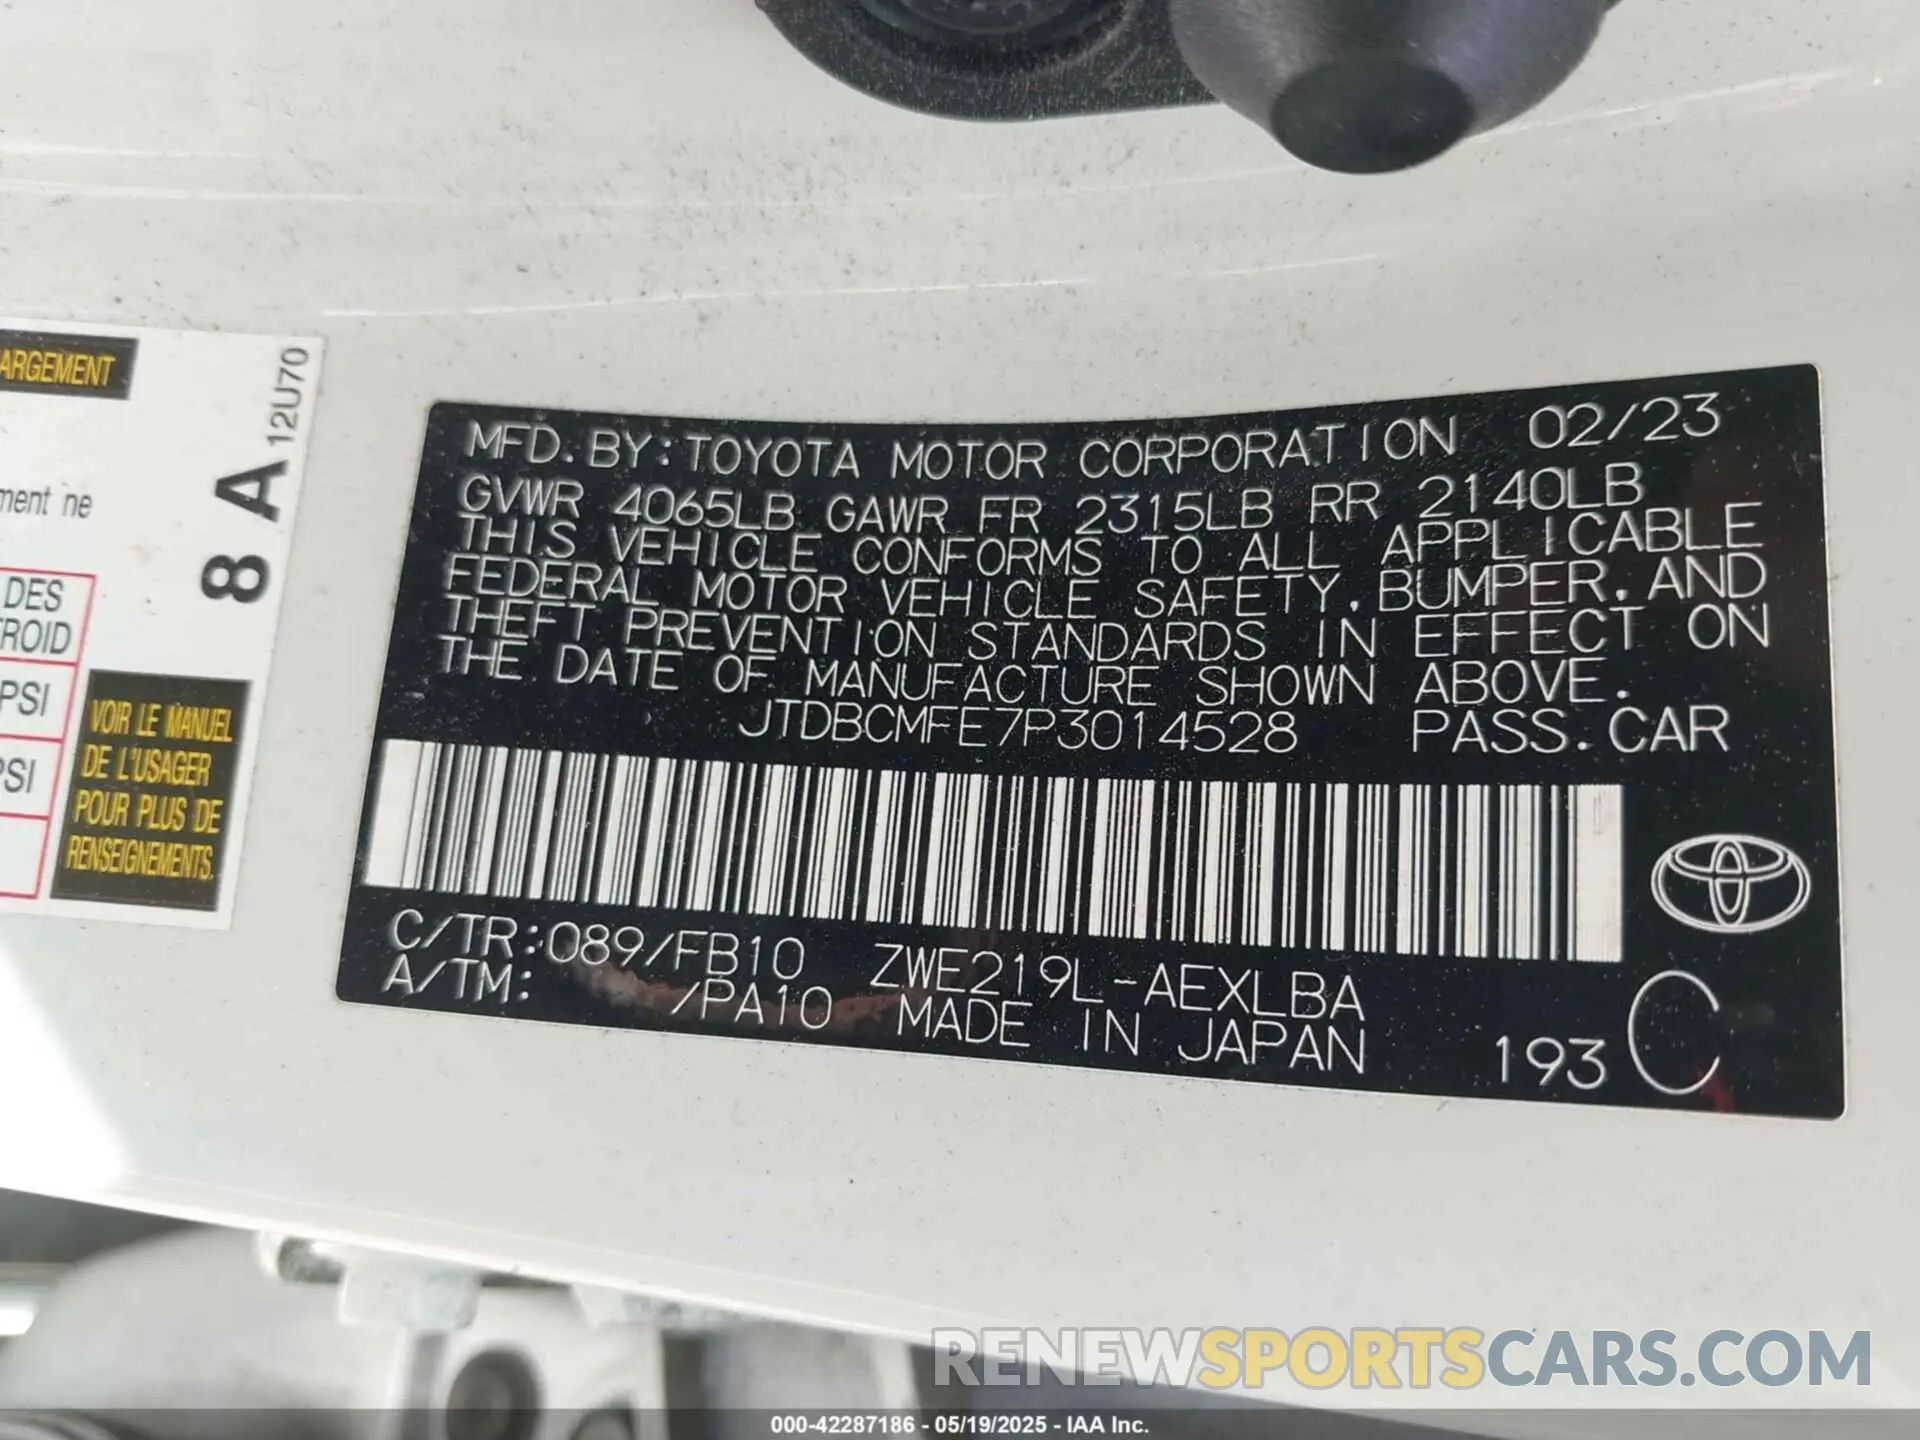 ARGEMENT
ment ne
DES
FROID
PSI
PSI
VOIR LE MANUEL
DE L'USAGER
POUR PLUS DE
RENSEIGNEMENTS.
8 A 12U70
MFD. BY: TOYOTA MOTOR CORPORATION 02/23
GVWR 4065LB GAWR FR 2315LB RR 2140LB
THIS VEHICLE CONFORMS TO ALL APPLICABLE
FEDERAL MOTOR VEHICLE SAFETY, BUMPER, AND
THEFT PREVENTION STANDARDS IN EFFECT ON
THE DATE OF MANUFACTURE SHOWN ABOVE.
JTDBCMFE7P3014528 PASS. CAR
C/TR:089/FB10 ZWE219L-AEXLBA
A/TM: /PA10 MADE IN JAPAN 193 C
RENEWSPORTSCARS.COM
000-42287186 - 05/19/2025 - IAA Inc.